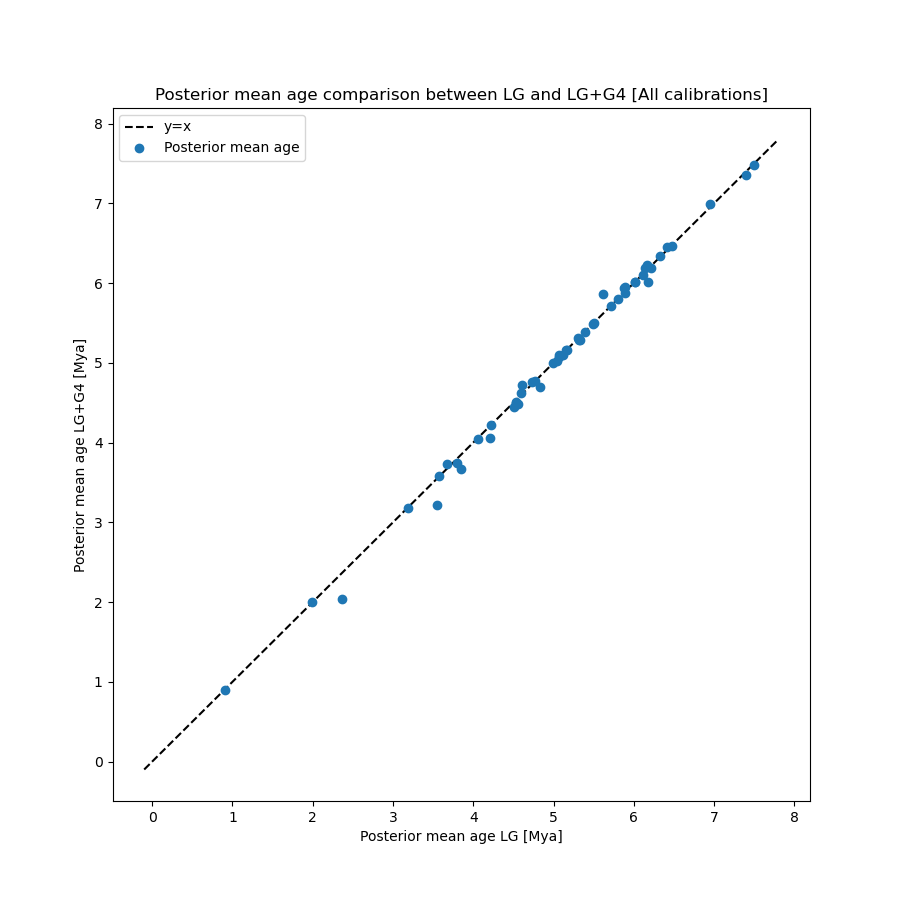 Posterior mean age comparison between LG and LG+G4 [All calibrations]
y=x
Posterior mean age
Posterior mean age LG+G4 [Mya]
8
7
6
5
4
3
2
1
0
0 1 2 3 4 5 6 7 8
Posterior mean age LG [Mya]